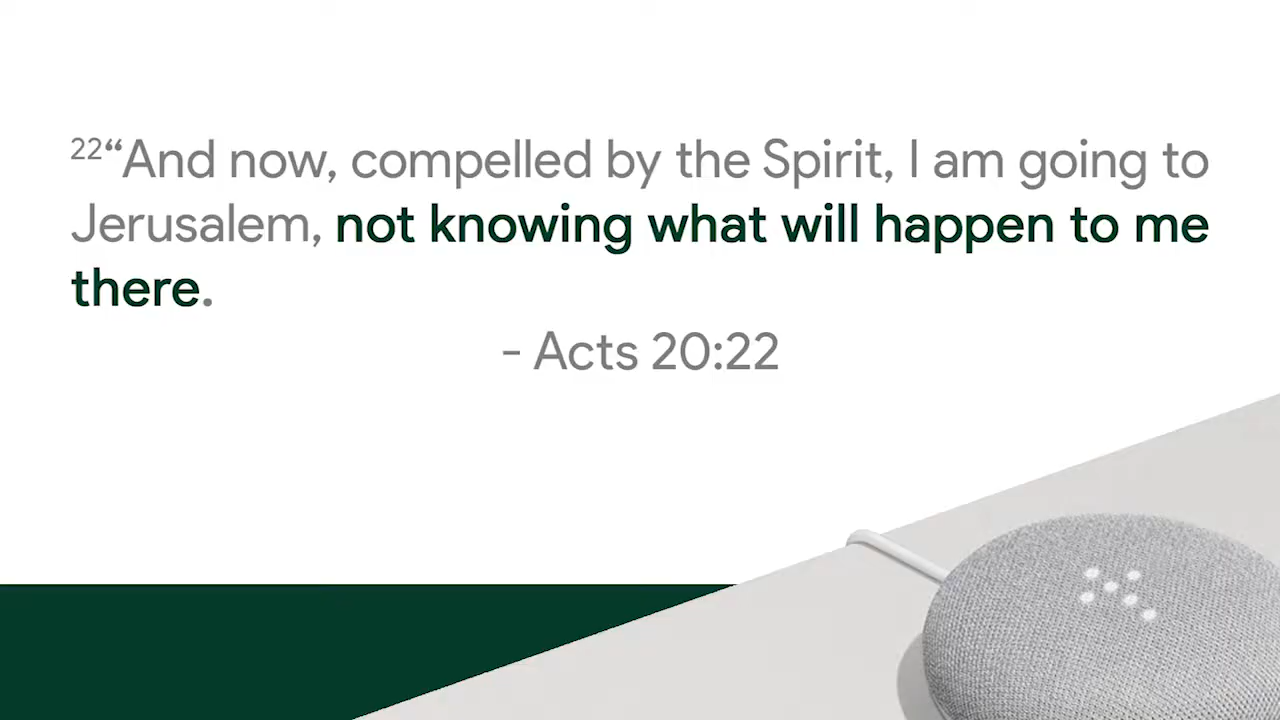 22“And now, compelled by the Spirit, I am going to
Jerusalem, not knowing what will happen to me
there.
- Acts 20:22